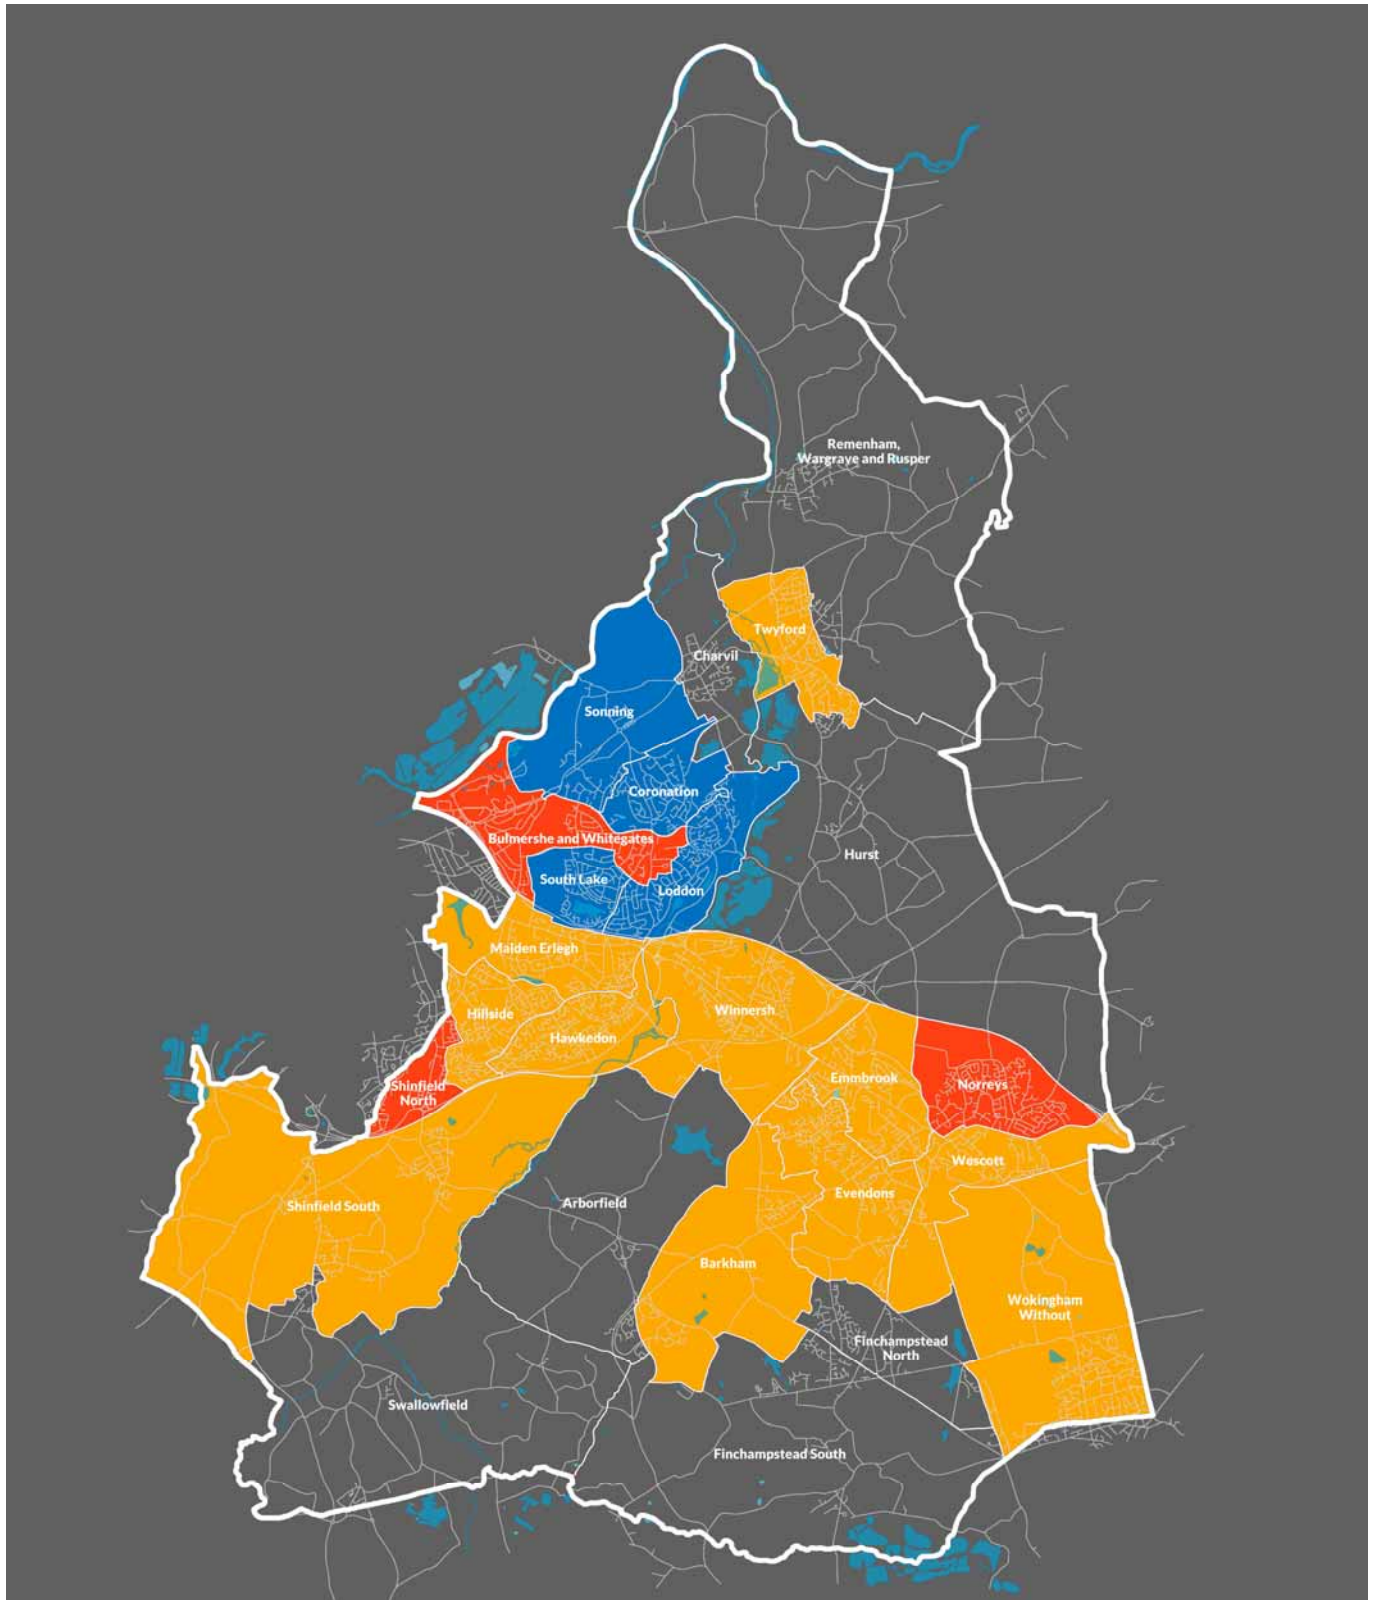 Remenham,
Wargrave and Rusper
Twyford
Charvil
Sonning
Coronation
Bulmershe and Whitegates
Hurst
South Lake
Loddon
Maiden Erlegh
Hillside
Winnersh
Hawkedon
Emmbrook
Norreys
Shinfield
North
Wescott
Evendons
Arborfield
Shinfield South
Barkham
Wokingham
Without
Finchampstead
North
Swallowfield
Finchampstead South